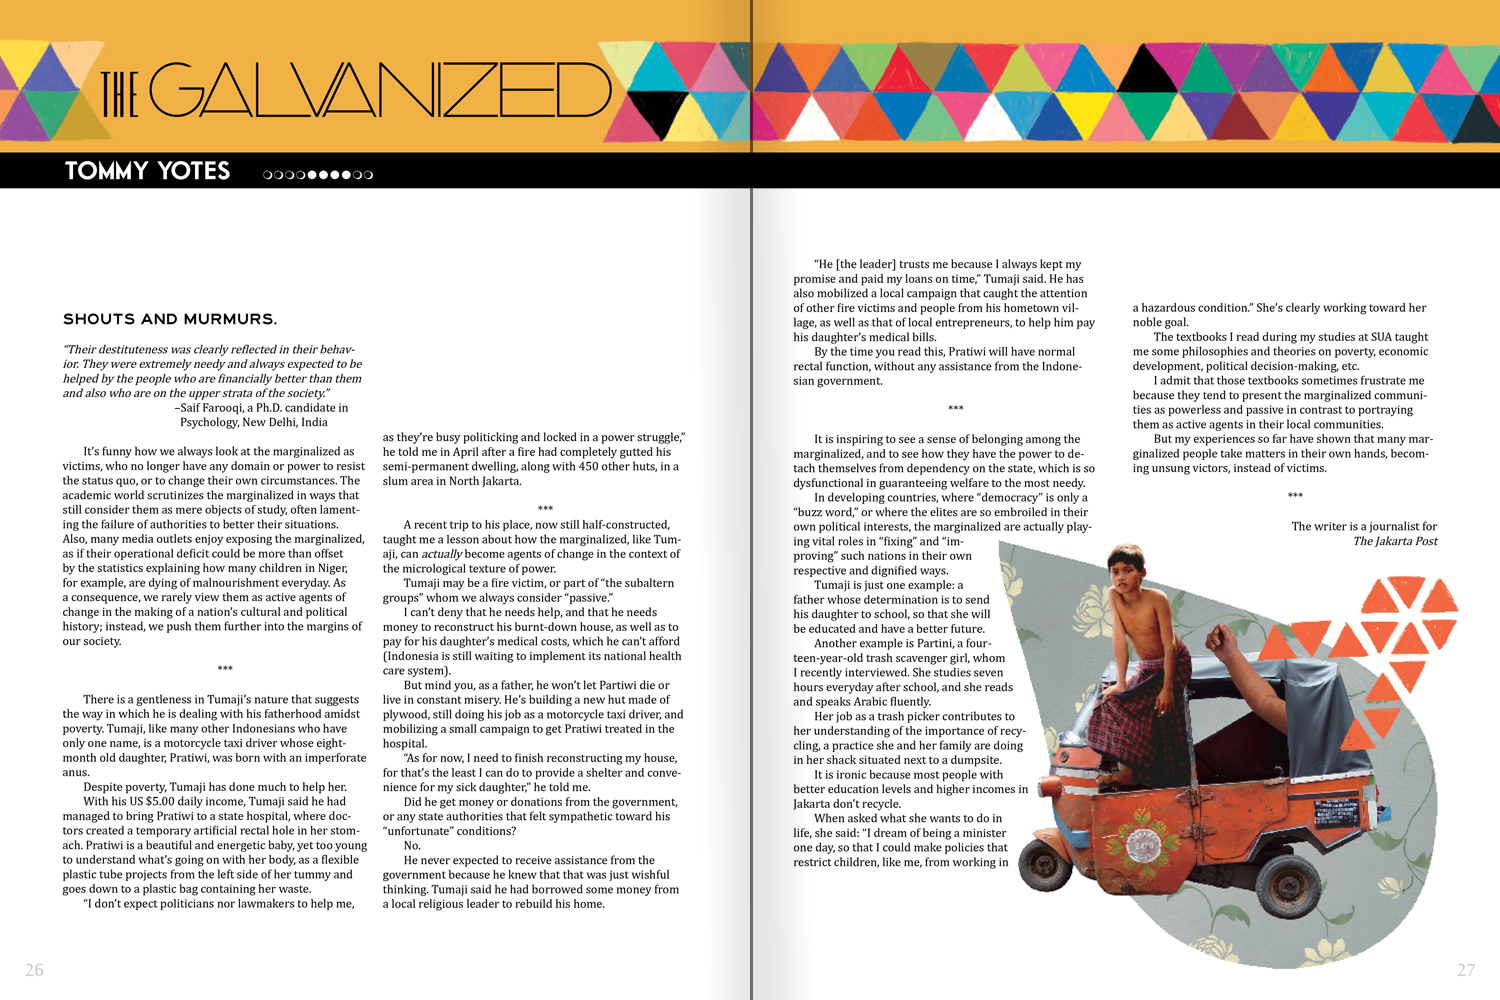 THE GALVANIZED
TOMMY YOTES
SHOUTS AND MURMURS.
“Their destituteness was clearly reflected in their behav-
ior. They were extremely needy and always expected to be
helped by the people who are financially better than them
and also who are on the upper strata of the society.”
–Saif Farooqi, a Ph.D. candidate in
Psychology, New Delhi, India
It’s funny how we always look at the marginalized as
victims, who no longer have any domain or power to resist
the status quo, or to change their own circumstances. The
academic world scrutinizes the marginalized in ways that
still consider them as mere objects of study, often lament-
ing the failure of authorities to better their situations.
Also, many media outlets enjoy exposing the marginalized,
as if their operational deficit could be more than offset
by the statistics explaining how many children in Niger,
for example, are dying of malnourishment everyday. As
a consequence, we rarely view them as active agents of
change in the making of a nation’s cultural and political
history; instead, we push them further into the margins of
our society.
***
There is a gentleness in Tumaji’s nature that suggests
the way in which he is dealing with his fatherhood amidst
poverty. Tumaji, like many other Indonesians who have
only one name, is a motorcycle taxi driver whose eight-
month old daughter, Pratiwi, was born with an imperforate
anus.
Despite poverty, Tumaji has done much to help her.
With his US $5.00 daily income, Tumaji said he had
managed to bring Pratiwi to a state hospital, where doc-
tors created a temporary artificial rectal hole in her stom-
ach. Pratiwi is a beautiful and energetic baby, yet too young
to understand what’s going on with her body, as a flexible
plastic tube projects from the left side of her tummy and
goes down to a plastic bag containing her waste.
“I don’t expect politicians nor lawmakers to help me,
as they’re busy politicking and locked in a power struggle,”
he told me in April after a fire had completely gutted his
semi-permanent dwelling, along with 450 other huts, in a
slum area in North Jakarta.
***
A recent trip to his place, now still half-constructed,
taught me a lesson about how the marginalized, like Tum-
aji, can actually become agents of change in the context of
the micrological texture of power.
Tumaji may be a fire victim, or part of “the subaltern
groups” whom we always consider “passive.”
I can’t deny that he needs help, and that he needs
money to reconstruct his burnt-down house, as well as to
pay for his daughter’s medical costs, which he can’t afford
(Indonesia is still waiting to implement its national health
care system).
But mind you, as a father, he won’t let Partiwi die or
live in constant misery. He’s building a new hut made of
plywood, still doing his job as a motorcycle taxi driver, and
mobilizing a small campaign to get Pratiwi treated in the
hospital.
“As for now, I need to finish reconstructing my house,
for that’s the least I can do to provide a shelter and conve-
nience for my sick daughter,” he told me.
Did he get money or donations from the government,
or any state authorities that felt sympathetic toward his
“unfortunate” conditions?
No.
He never expected to receive assistance from the
government because he knew that that was just wishful
thinking. Tumaji said he had borrowed some money from
a local religious leader to rebuild his home.
26
“He [the leader] trusts me because I always kept my
promise and paid my loans on time,” Tumaji said. He has
also mobilized a local campaign that caught the attention
of other fire victims and people from his hometown vil-
lage, as well as that of local entrepreneurs, to help him pay
his daughter’s medical bills.
By the time you read this, Pratiwi will have normal
rectal function, without any assistance from the Indone-
sian government.
***
It is inspiring to see a sense of belonging among the
marginalized, and to see how they have the power to de-
tach themselves from dependency on the state, which is so
dysfunctional in guaranteeing welfare to the most needy.
In developing countries, where “democracy” is only a
“buzz word,” or where the elites are so embroiled in their
own political interests, the marginalized are actually play-
ing vital roles in “fixing” and “im-
proving” such nations in their own
respective and dignified ways.
Tumaji is just one example: a
father whose determination is to send
his daughter to school, so that she will
be educated and have a better future.
Another example is Partini, a four-
teen-year-old trash scavenger girl, whom
I recently interviewed. She studies seven
hours everyday after school, and she reads
and speaks Arabic fluently.
Her job as a trash picker contributes to
her understanding of the importance of recy-
cling, a practice she and her family are doing
in her shack situated next to a dumpsite.
It is ironic because most people with
better education levels and higher incomes in
Jakarta don’t recycle.
When asked what she wants to do in
life, she said: “I dream of being a minister
one day, so that I could make policies that
restrict children, like me, from working in
a hazardous condition.” She’s clearly working toward her
noble goal.
The textbooks I read during my studies at SUA taught
me some philosophies and theories on poverty, economic
development, political decision-making, etc.
I admit that those textbooks sometimes frustrate me
because they tend to present the marginalized communi-
ties as powerless and passive in contrast to portraying
them as active agents in their local communities.
But my experiences so far have shown that many mar-
ginalized people take matters in their own hands, becom-
ing unsung victors, instead of victims.
***
The writer is a journalist for
The Jakarta Post
27